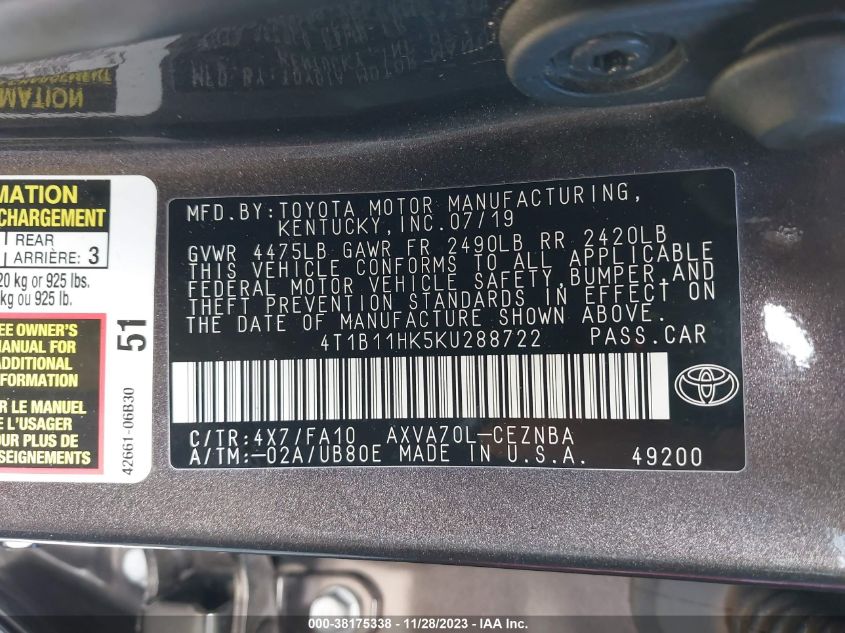 MATION
CHARGEMENT
REAR
ARRIÈRE 3
20 kg or 925 lbs.
kg ou 925 lb.
EE OWNER'S
MANUAL FOR
ADDITIONAL
FORMATION
R LE MANUEL
E L'USAGER
OUR PLUS DE
SEIGNEMENTS
51
42661-06B30
MFD.BY:TOYOTA MOTOR MANUFACTURING,
KENTUCKY, INC.07/19
GVWR 4475LB GAWR FR 2490LB RR 2420LB
THIS VEHICLE CONFORMS TO ALL APPLICABLE
FEDERAL MOTOR VEHICLE SAFETY,BUMPER,AND
THEFT PREVENTION STANDARDS IN EFFECT ON
THE DATE OF MANUFACTURE SHOWN ABOVE.
4T1B11HK5KU288722 PASS.CAR
C/TR:4X7/FA10 AXVA70L-CEZNBA
A/TM:-02A/UB80E MADE IN U.S.A. 49200
TOYOTA
000-38175338 - 11/28/2023 - IAA Inc.